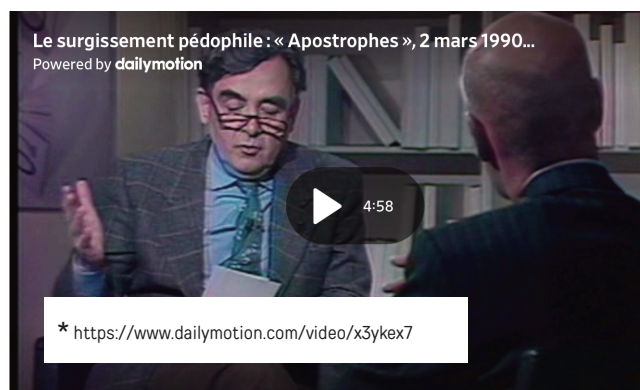 Le surgissement pédophile : « Apostrophes », 2 mars 1990...
Powered by dailymotion
4:58
* https://www.dailymotion.com/video/x3ykex7